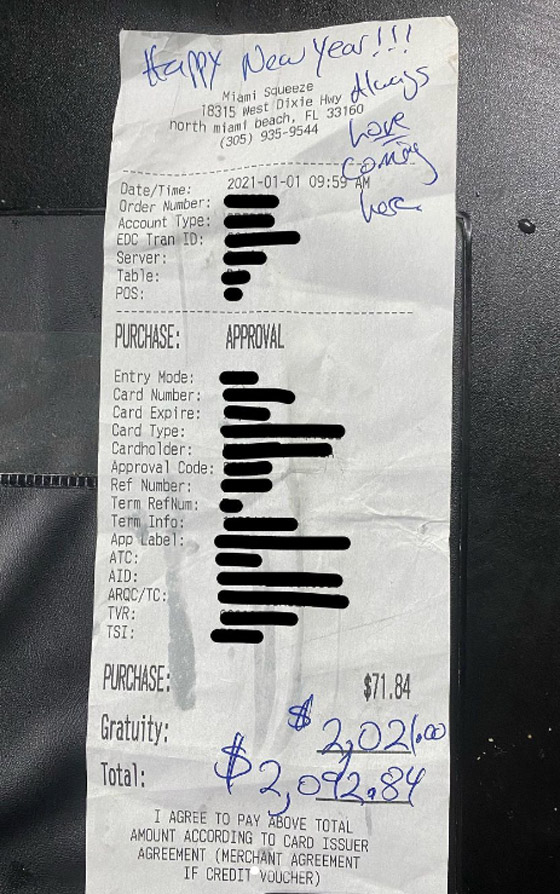 Happy New Year!!!
Always
Love
coming
here
Miami Squeeze
18315 West Dixie Hwy
north miami beach, FL 33160
(305) 935-9544
Date/Time: 2021-01-01 09:59 AM
Order Number:
Account Type:
EDC Tran ID:
Server:
Table:
POS:
PURCHASE: APPROVAL
Entry Mode:
Card Number:
Card Expire:
Card Type:
Cardholder:
Approval Code:
Ref Number:
Term RefNum:
Term Info:
App Label:
ATC:
AID:
ARQC/TC:
TVR:
TSI:
PURCHASE: $71.84
Gratuity: $ 2,021.00
Total: $2,092.84
I AGREE TO PAY ABOVE TOTAL
AMOUNT ACCORDING TO CARD ISSUER
AGREEMENT (MERCHANT AGREEMENT
IF CREDIT VOUCHER)